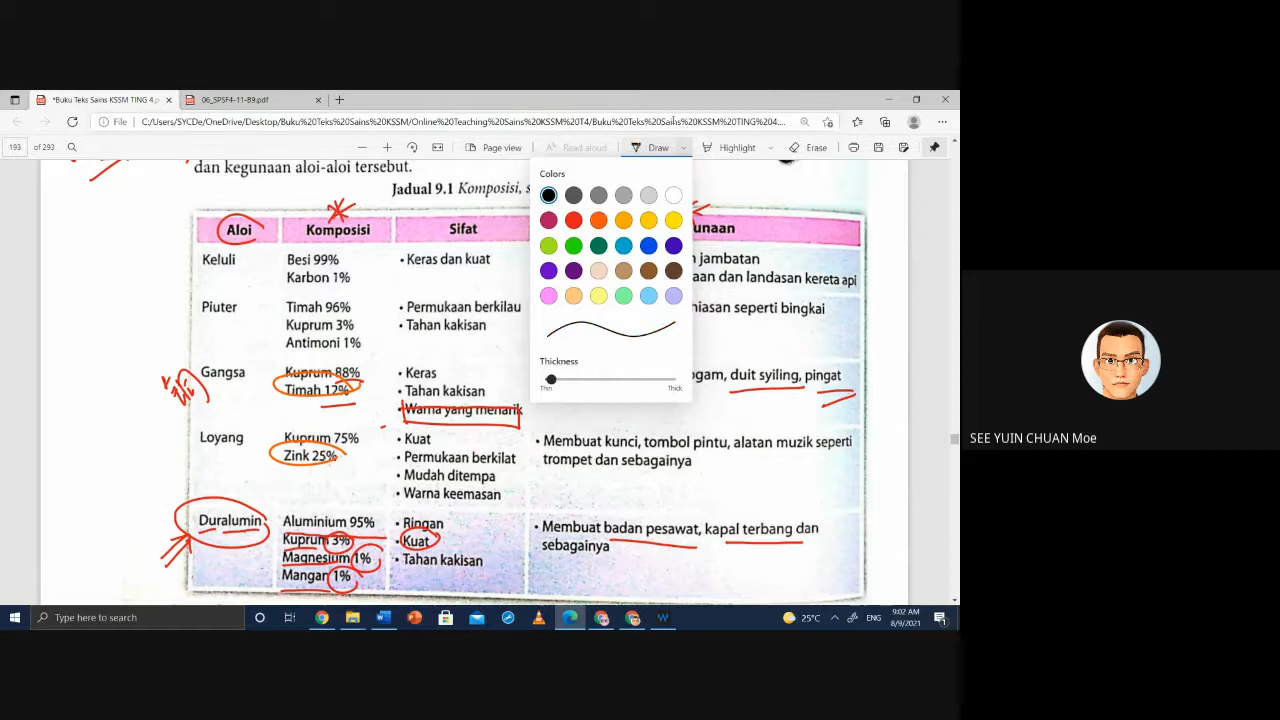 *Buku Teks Sains KSSM TING 4.p
06_SPSF4-11-B9.pdf
File
C:/Users/SYCDe/OneDrive/Desktop/Buku%20Teks%20Sains%20KSSM/Online%20Teaching%20Sains%20KSSM%20T4/Buku%20Teks%20Sains%20KSSM%20TING%204....
193 of 293
Page view
Read aloud
Draw
Highlight
Erase
dan kegunaan aloi-aloi tersebut.
Jadual 9.1 Komposisi, s
Aloi Komposisi Sifat unaan
Keluli Besi 99% • Keras dan kuat jambatan
Karbon 1% aan dan landasan kereta api
Piuter Timah 96% • Permukaan berkilau hiasan seperti bingkai
Kuprum 3% • Tahan kakisan
Antimoni 1%
Gangsa Kuprum 88% • Keras ogam, duit syiling, pingat
Timah 12% • Tahan kakisan
• Warna yang menarik
Loyang Kuprum 75% • Kuat • Membuat kunci, tombol pintu, alatan muzik seperti
Zink 25% • Permukaan berkilat trompet dan sebagainya
• Mudah ditempa
• Warna keemasan
Duralumin Aluminium 95% • Ringan • Membuat badan pesawat, kapal terbang dan
Kuprum 3% • Kuat sebagainya
Magnesium 1% • Tahan kakisan
Mangan 1%
Colors
Thickness
Thin Thick
Type here to search
25°C
ENG
9:02 AM
8/9/2021
SEE YUIN CHUAN Moe